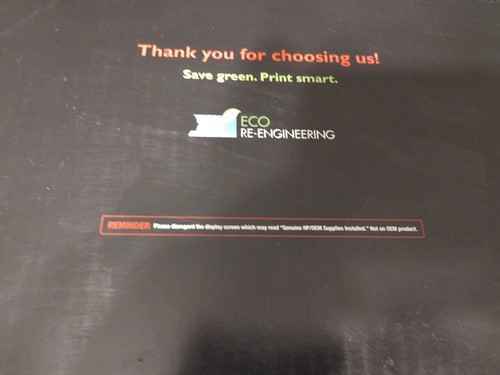 Thank you for choosing us!
Save green. Print smart.
ECO
RE-ENGINEERING
REMINDER Please disregard the display screen which may read "Genuine HP/OEM Supplies Installed." Not an OEM product.